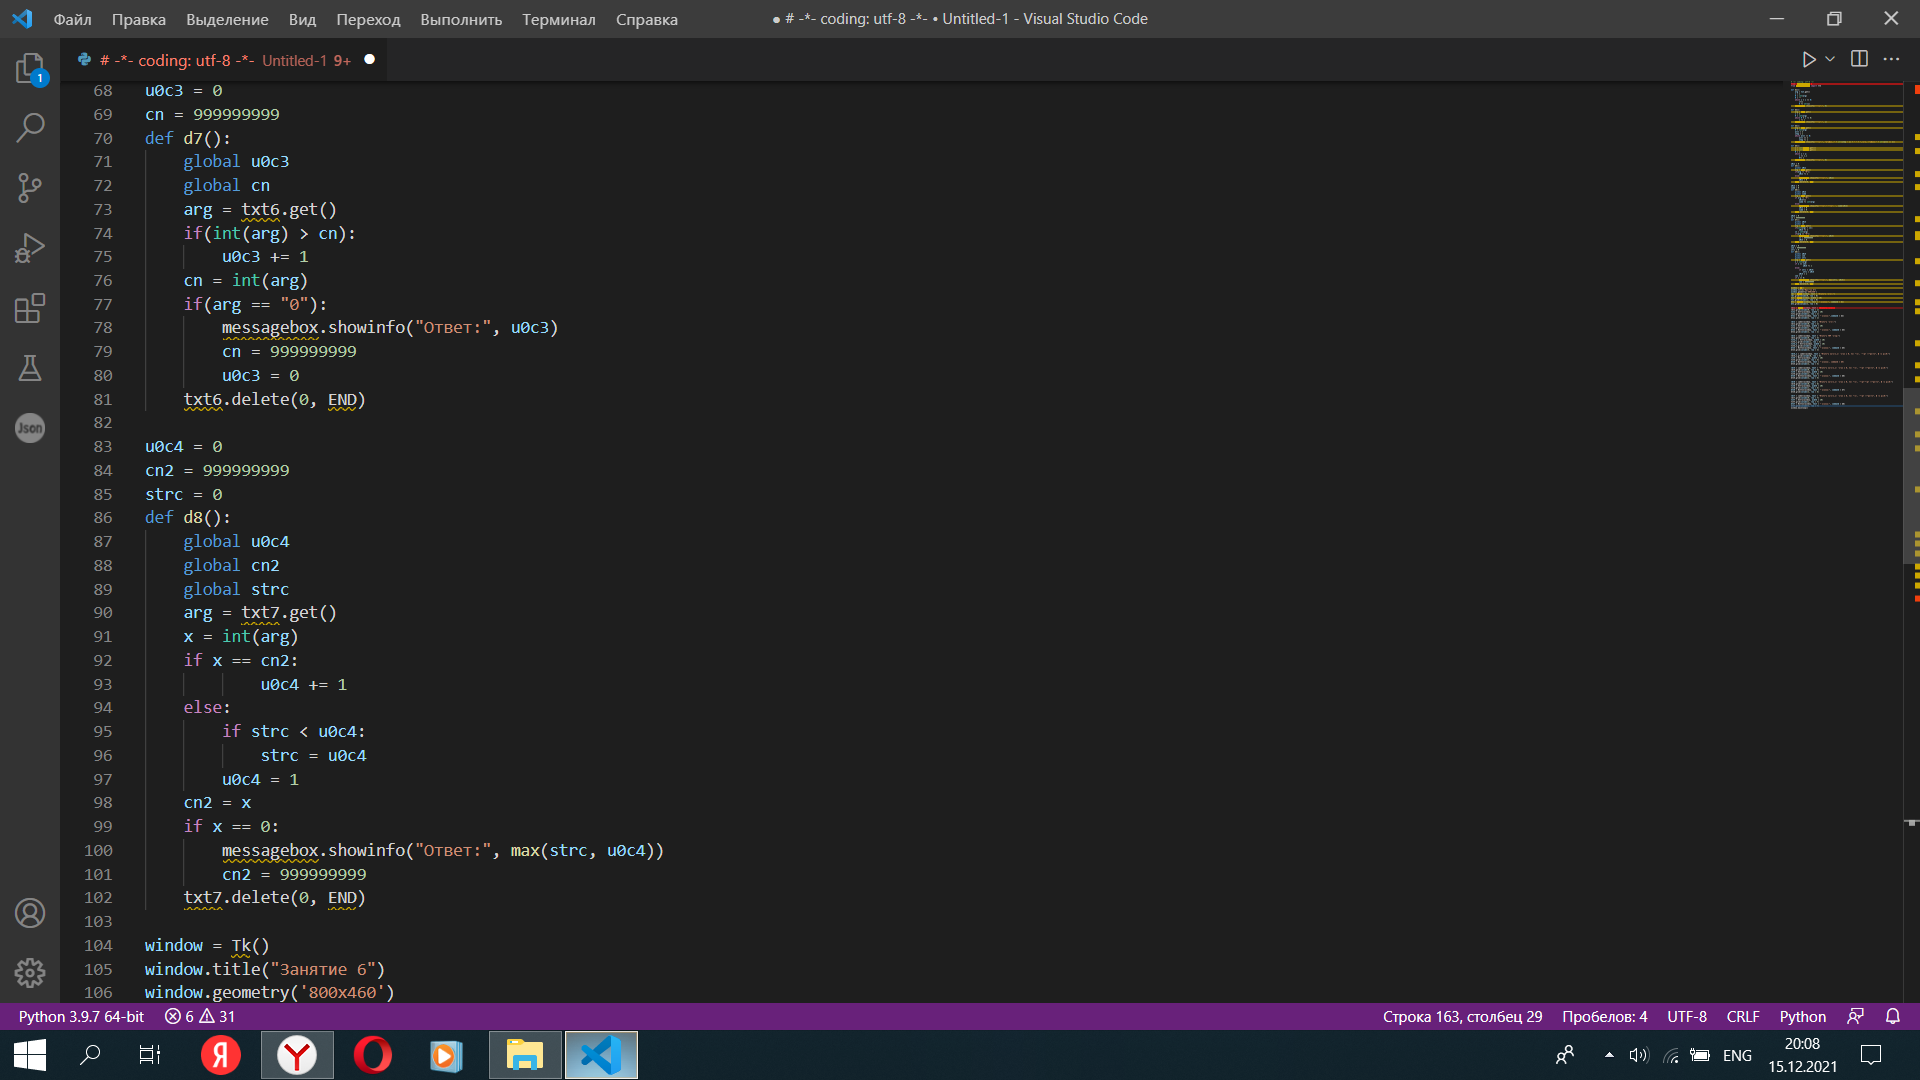 Файл Правка Выделение Вид Переход Выполнить Терминал Справка
● # -*- coding: utf-8 -*- • Untitled-1 - Visual Studio Code
# -*- coding: utf-8 -*- Untitled-1 9+
1
Json
68 u0c3 = 0
69 cn = 999999999
70 def d7():
71 global u0c3
72 global cn
73 arg = txt6.get()
74 if(int(arg) > cn):
75 u0c3 += 1
76 cn = int(arg)
77 if(arg == "0"):
78 messagebox.showinfo("Ответ:", u0c3)
79 cn = 999999999
80 u0c3 = 0
81 txt6.delete(0, END)
82
83 u0c4 = 0
84 cn2 = 999999999
85 strc = 0
86 def d8():
87 global u0c4
88 global cn2
89 global strc
90 arg = txt7.get()
91 x = int(arg)
92 if x == cn2:
93 u0c4 += 1
94 else:
95 if strc < u0c4:
96 strc = u0c4
97 u0c4 = 1
98 cn2 = x
99 if x == 0:
100 messagebox.showinfo("Ответ:", max(strc, u0c4))
101 cn2 = 999999999
102 txt7.delete(0, END)
103
104 window = Tk()
105 window.title("Занятие 6")
106 window.geometry('800x460')
Python 3.9.7 64-bit 6 31 Строка 163, столбец 29 Пробелов: 4 UTF-8 CRLF Python
Я Y
ENG
20:08
15.12.2021